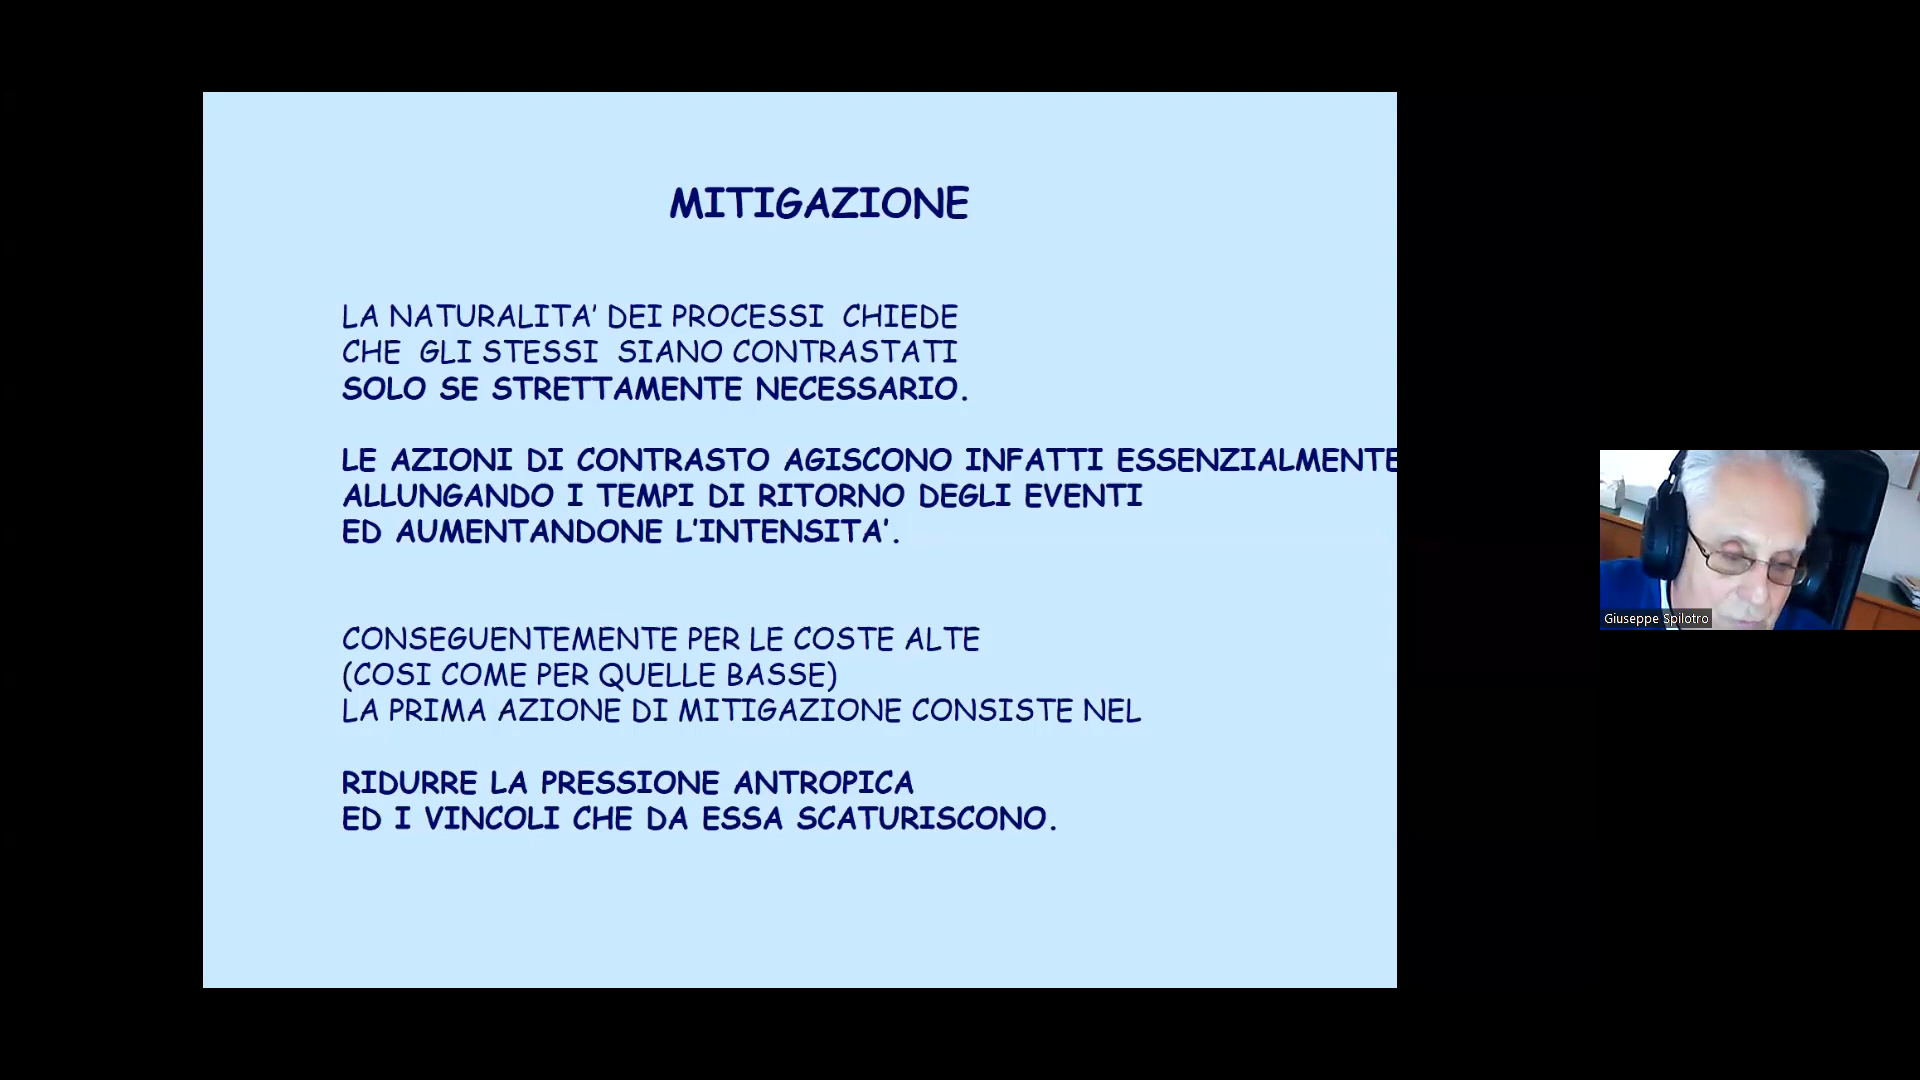 MITIGAZIONE
LA NATURALITA' DEI PROCESSI CHIEDE
CHE GLI STESSI SIANO CONTRASTATI
SOLO SE STRETTAMENTE NECESSARIO.
LE AZIONI DI CONTRASTO AGISCONO INFATTI ESSENZIALMENTE
ALLUNGANDO I TEMPI DI RITORNO DEGLI EVENTI
ED AUMENTANDONE L'INTENSITA'.
CONSEGUENTEMENTE PER LE COSTE ALTE
(COSI COME PER QUELLE BASSE)
LA PRIMA AZIONE DI MITIGAZIONE CONSISTE NEL
RIDURRE LA PRESSIONE ANTROPICA
ED I VINCOLI CHE DA ESSA SCATURISCONO.
Giuseppe Spilotro